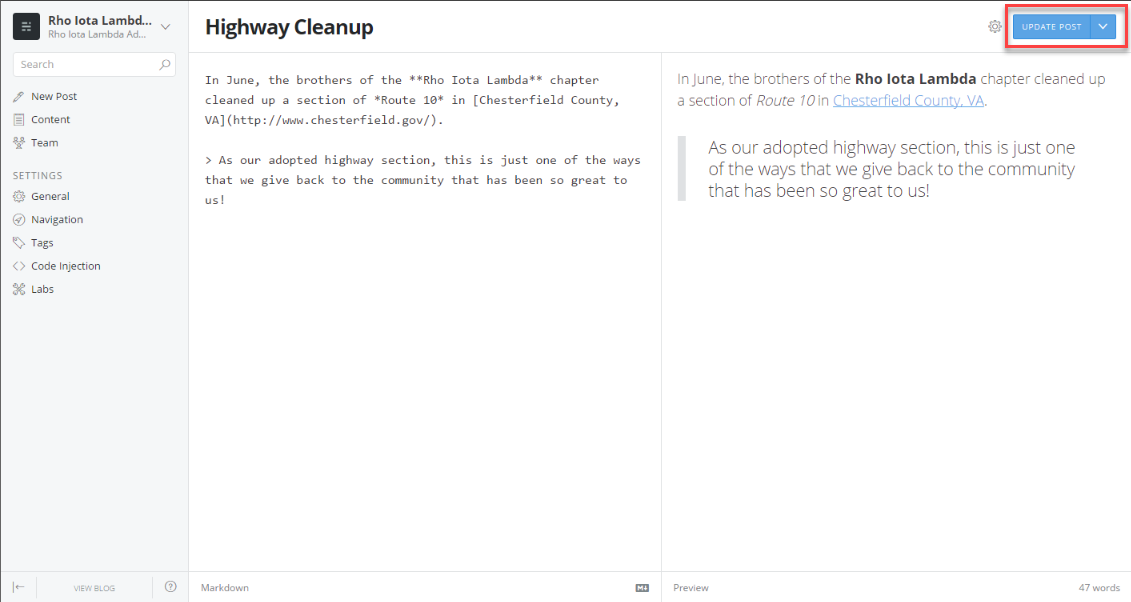 Rho Iota Lambd...
Rho Iota Lambda Ad...
Search
New Post
Content
Team
SETTINGS
General
Navigation
Tags
Code Injection
Labs
VIEW BLOG
Highway Cleanup
UPDATE POST
In June, the brothers of the **Rho Iota Lambda** chapter
cleaned up a section of *Route 10* in [Chesterfield County,
VA](http://www.chesterfield.gov/).
> As our adopted highway section, this is just one of the ways
that we give back to the community that has been so great to
us!
Markdown
M
In June, the brothers of the Rho Iota Lambda chapter cleaned up
a section of Route 10 in Chesterfield County, VA.
As our adopted highway section, this is just one
of the ways that we give back to the community
that has been so great to us!
Preview
47 words